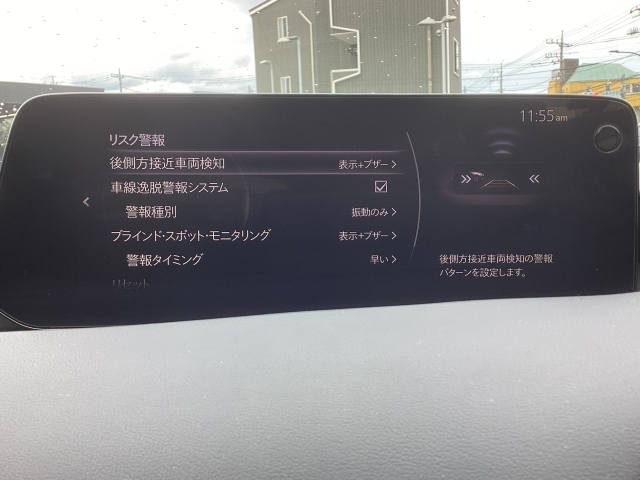 11:55am
リスク警報
後側方接近車両検知 表示+ブザー
車線逸脱警報システム
警報種別 振動のみ
ブラインド・スポット・モニタリング 表示+ブザー
警報タイミング 早い
リセット
後側方接近車両検知の警報
パターンを設定します。